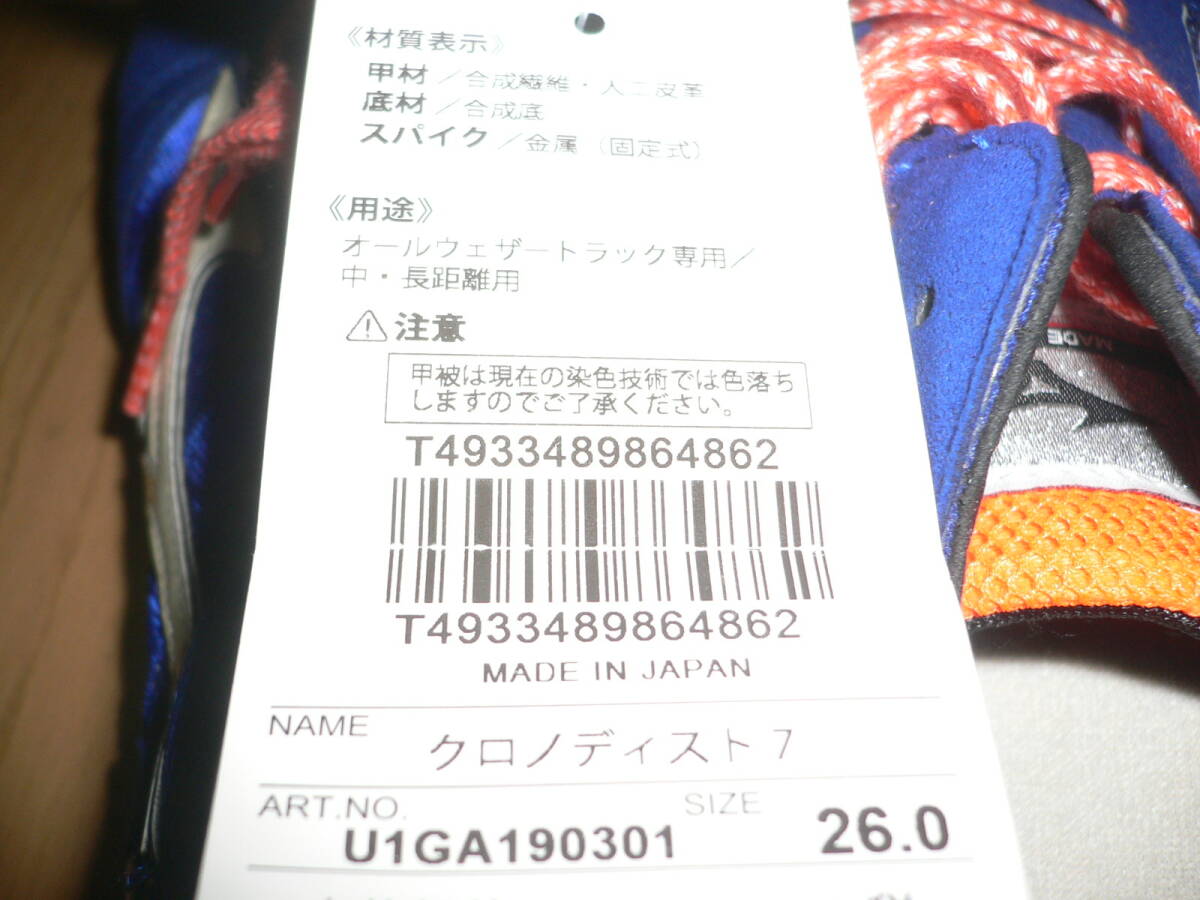 《材質表示》
甲材／合成繊維・人工皮革
底材／合成底
スパイク／金属（固定式）
《用途》
オールウェザートラック専用／
中・長距離用
注意
甲被は現在の染色技術では色落ち
しますのでご了承ください。
T4933489864862
T4933489864862
MADE IN JAPAN
NAME
クロノディスト 7
ART.NO.
SIZE
U1GA190301
26.0
MADE